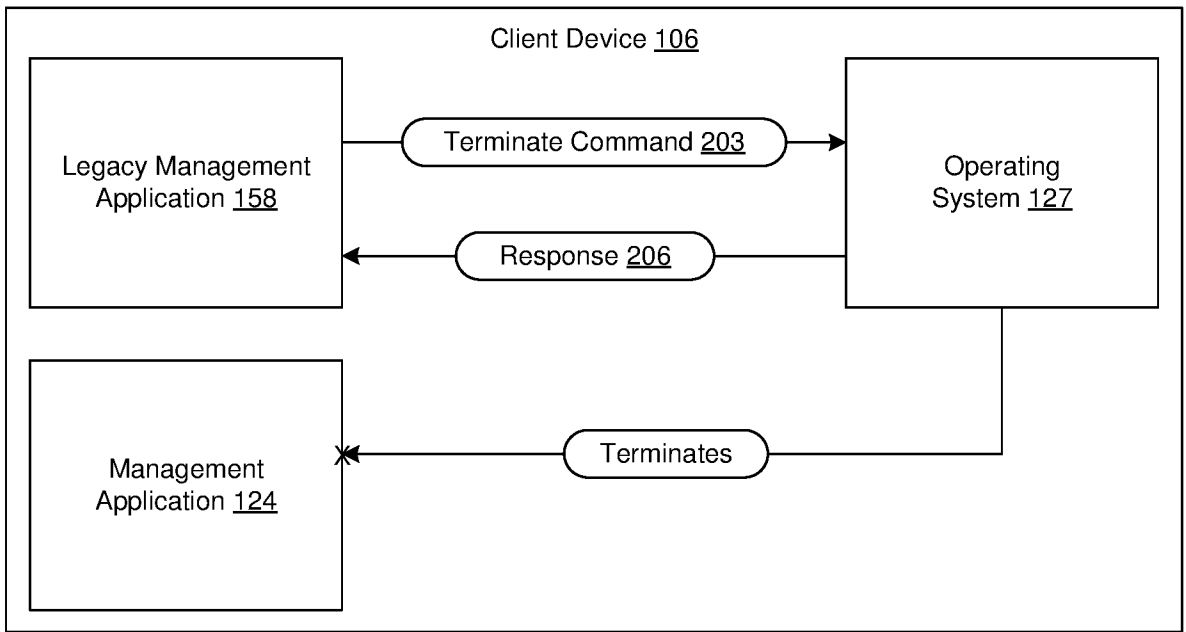 Client Device 106
Legacy Management
Application 158
Terminate Command 203
Response 206
Operating
System 127
Management
Application 124
Terminates
X